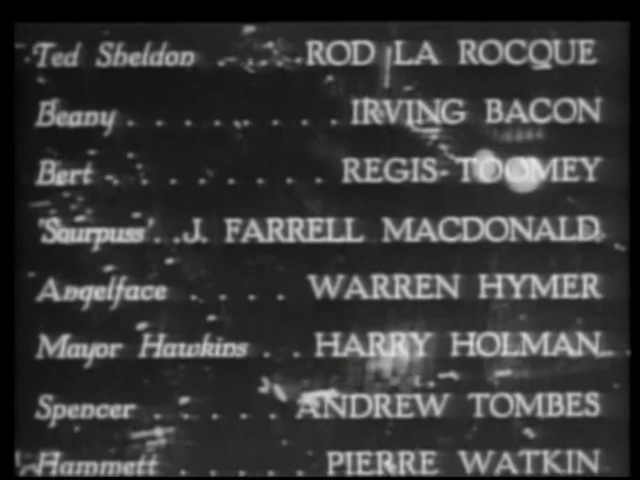 Ted Sheldon . . . . . ROD LA ROCQUE
Beany . . . . . . . . . IRVING BACON
Bert . . . . . . . . . REGIS TOOMEY
'Sourpuss'. . J. FARRELL MACDONALD
Angelface . . . . WARREN HYMER
Mayor Hawkins . . HARRY HOLMAN
Spencer . . . . . ANDREW TOMBES
Hammett . . . . . PIERRE WATKIN